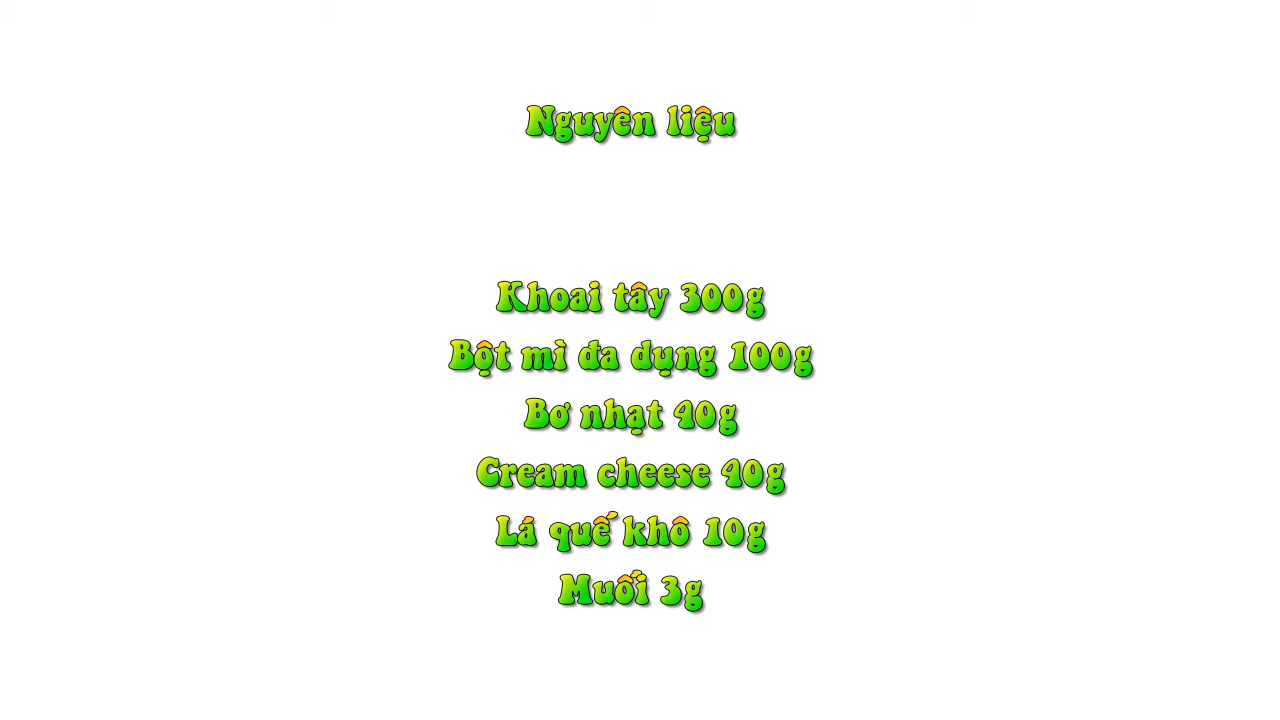 Nguyên liệu
Khoai tây 300g
Bột mì đa dụng 100g
Bơ nhạt 40g
Cream cheese 40g
Lá quế khô 10g
Muối 3g